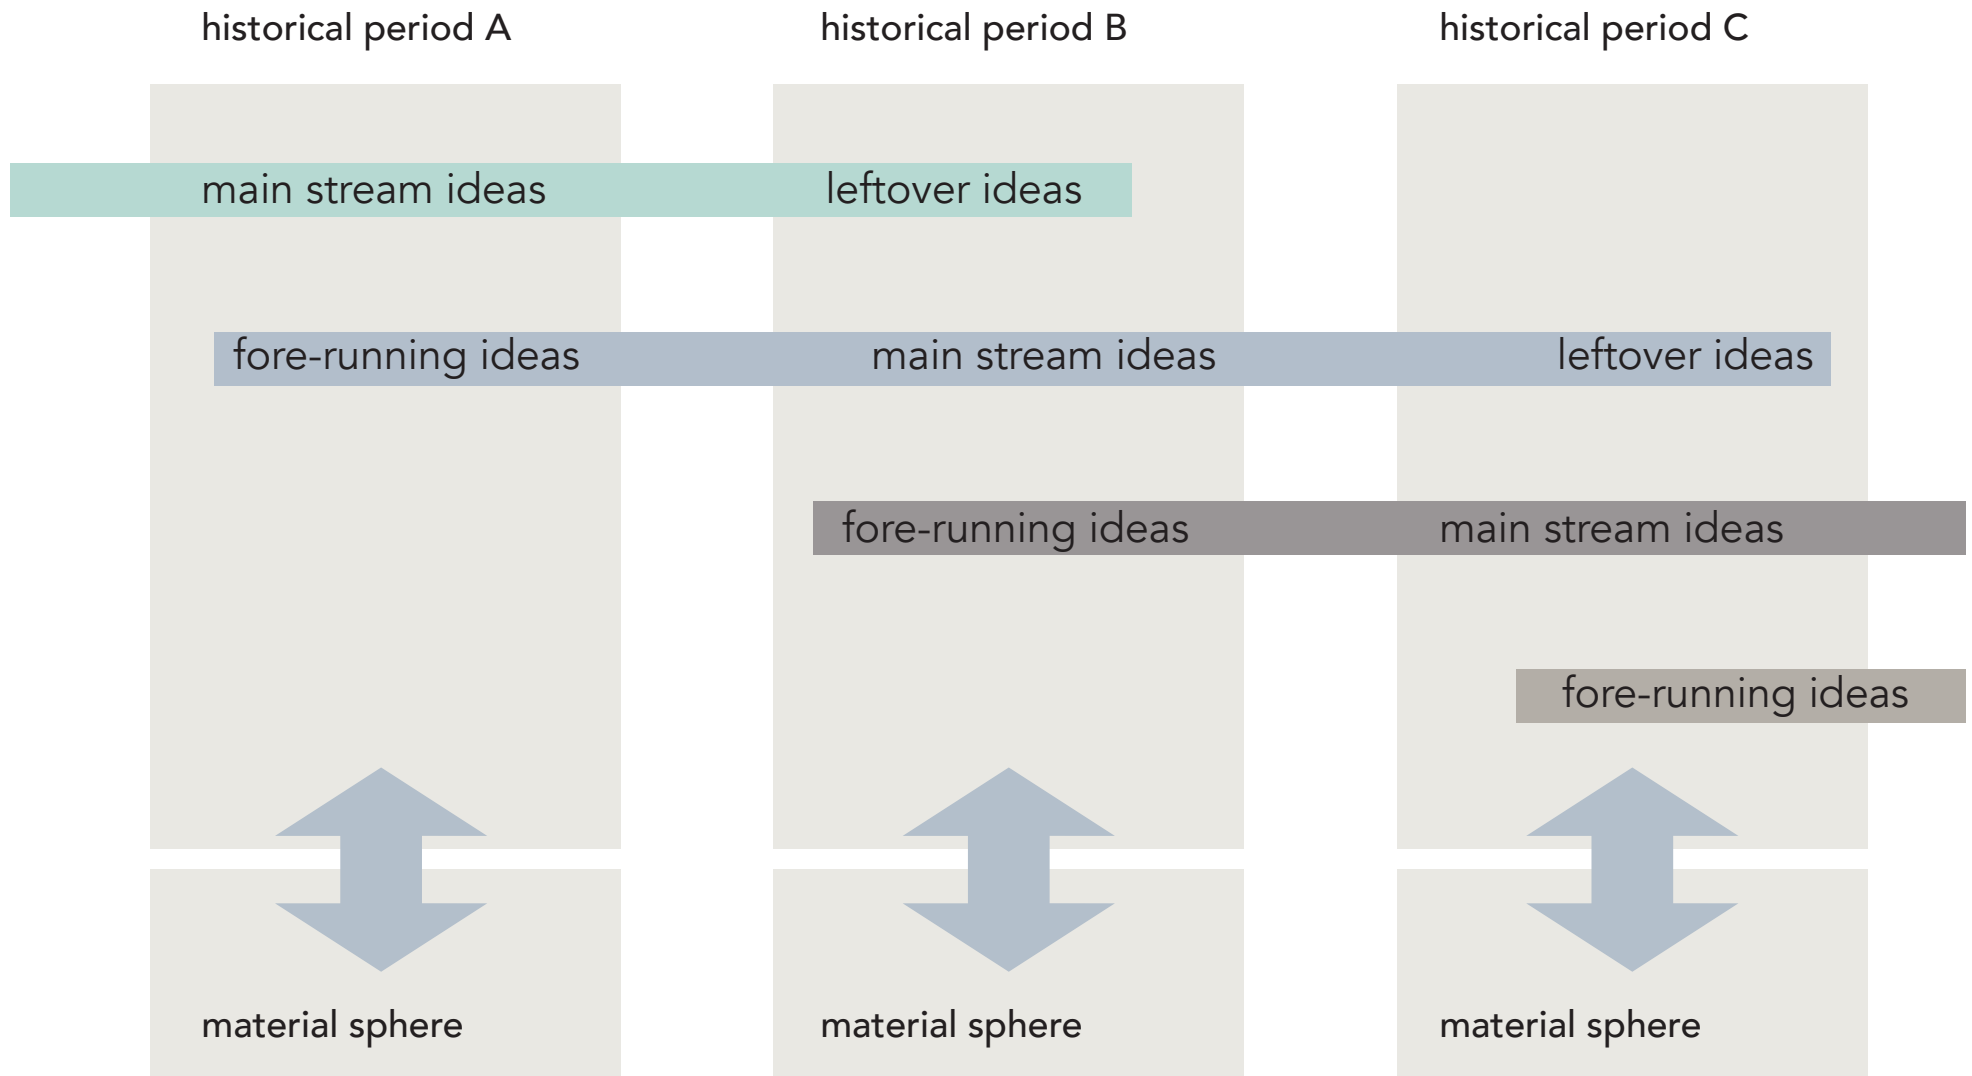 historical period A
historical period B
historical period C
main stream ideas
leftover ideas
fore-running ideas
main stream ideas
leftover ideas
fore-running ideas
main stream ideas
fore-running ideas
material sphere
material sphere
material sphere